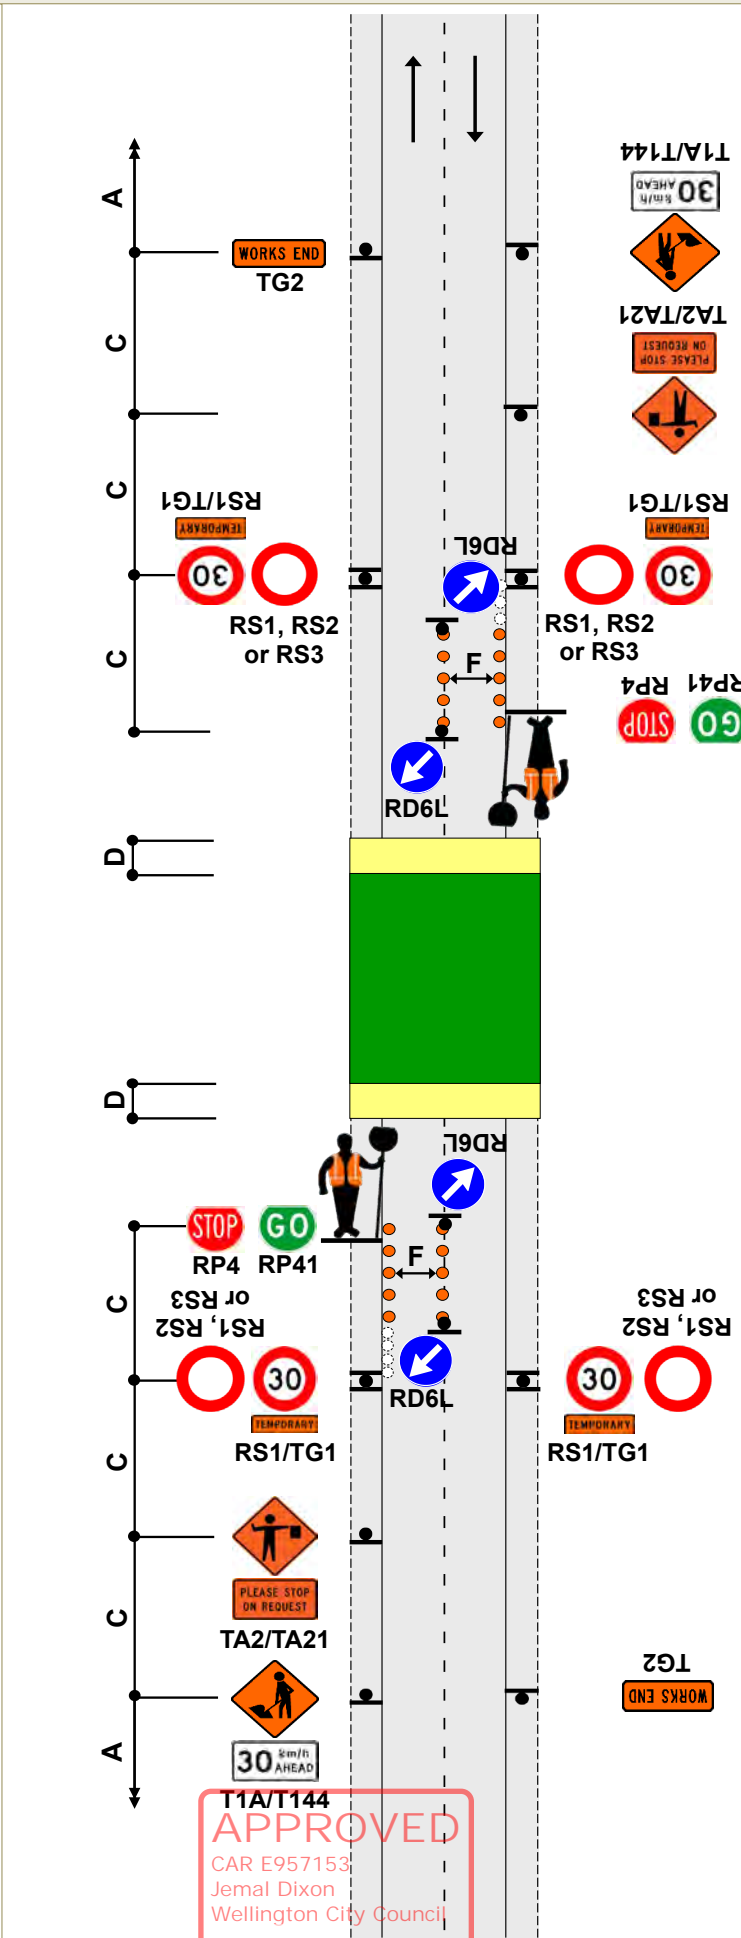 T1A/T144
30 km/h
AHEAD
A
WORKS END
TG2
TA2/TA21
PLEASE STOP
ON REQUEST
C
C
RS1/TG1
TEMPORARY
30
RS1, RS2
or RS3
RD6L
RS1/TG1
TEMPORARY
30
RS1, RS2
or RS3
C
F
RP4
STOP
RP41
GO
RD6L
D
D
RD6L
STOP
RP4
GO
RP41
F
C
RS1, RS2
or RS3
30
TEMPORARY
RS1/TG1
RD6L
RS1, RS2
or RS3
30
TEMPORARY
RS1/TG1
C
PLEASE STOP
ON REQUEST
TA2/TA21
C
TG2
WORKS END
A
30 km/h
AHEAD
T1A/T144
APPROVED
CAR E957153
Jemal Dixon
Wellington City Council